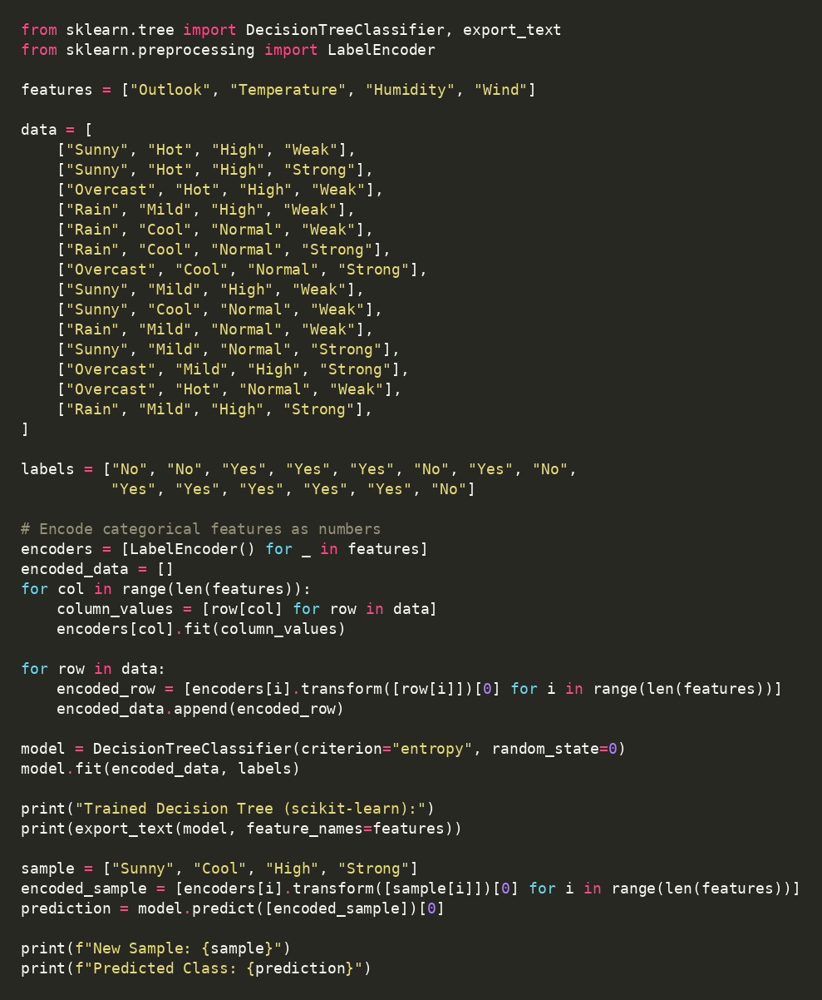 from sklearn.tree import DecisionTreeClassifier, export_text
from sklearn.preprocessing import LabelEncoder

features = ["Outlook", "Temperature", "Humidity", "Wind"]

data = [
    ["Sunny", "Hot", "High", "Weak"],
    ["Sunny", "Hot", "High", "Strong"],
    ["Overcast", "Hot", "High", "Weak"],
    ["Rain", "Mild", "High", "Weak"],
    ["Rain", "Cool", "Normal", "Weak"],
    ["Rain", "Cool", "Normal", "Strong"],
    ["Overcast", "Cool", "Normal", "Strong"],
    ["Sunny", "Mild", "High", "Weak"],
    ["Sunny", "Cool", "Normal", "Weak"],
    ["Rain", "Mild", "Normal", "Weak"],
    ["Sunny", "Mild", "Normal", "Strong"],
    ["Overcast", "Mild", "High", "Strong"],
    ["Overcast", "Hot", "Normal", "Weak"],
    ["Rain", "Mild", "High", "Strong"],
]

labels = ["No", "No", "Yes", "Yes", "Yes", "No", "Yes", "No",
          "Yes", "Yes", "Yes", "Yes", "Yes", "No"]

# Encode categorical features as numbers
encoders = [LabelEncoder() for _ in features]
encoded_data = []
for col in range(len(features)):
    column_values = [row[col] for row in data]
    encoders[col].fit(column_values)

for row in data:
    encoded_row = [encoders[i].transform([row[i]])[0] for i in range(len(features))]
    encoded_data.append(encoded_row)

model = DecisionTreeClassifier(criterion="entropy", random_state=0)
model.fit(encoded_data, labels)

print("Trained Decision Tree (scikit-learn):")
print(export_text(model, feature_names=features))

sample = ["Sunny", "Cool", "High", "Strong"]
encoded_sample = [encoders[i].transform([sample[i]])[0] for i in range(len(features))]
prediction = model.predict([encoded_sample])[0]

print(f"New Sample: {sample}")
print(f"Predicted Class: {prediction}")